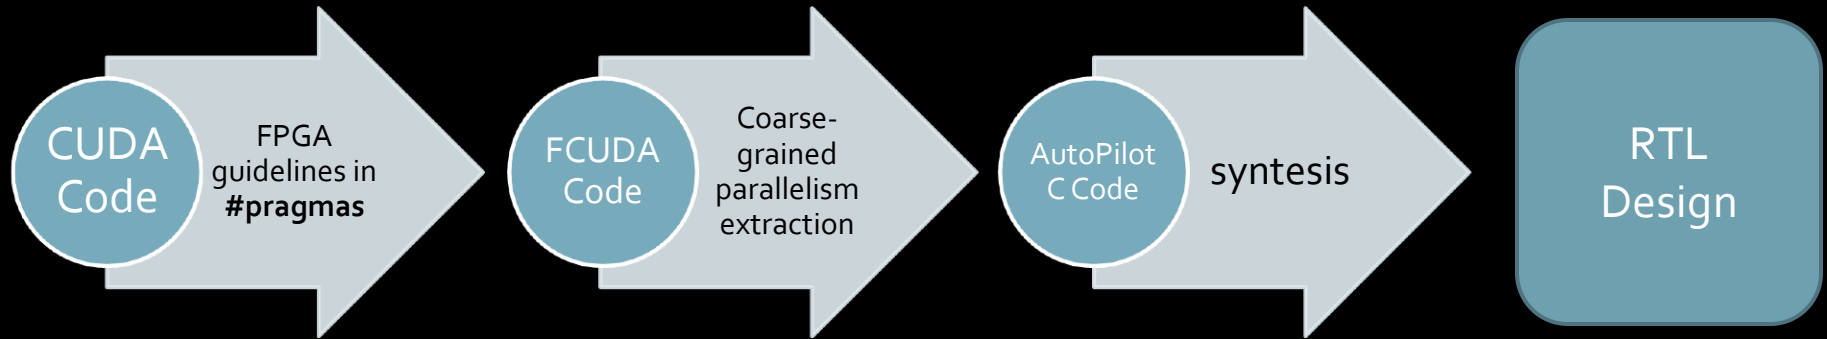 CUDA
Code
FPGA
guidelines in
#pragmas
FCUDA
Code
Coarse-
grained
parallelism
extraction
AutoPilot
C Code
syntesis
RTL
Design